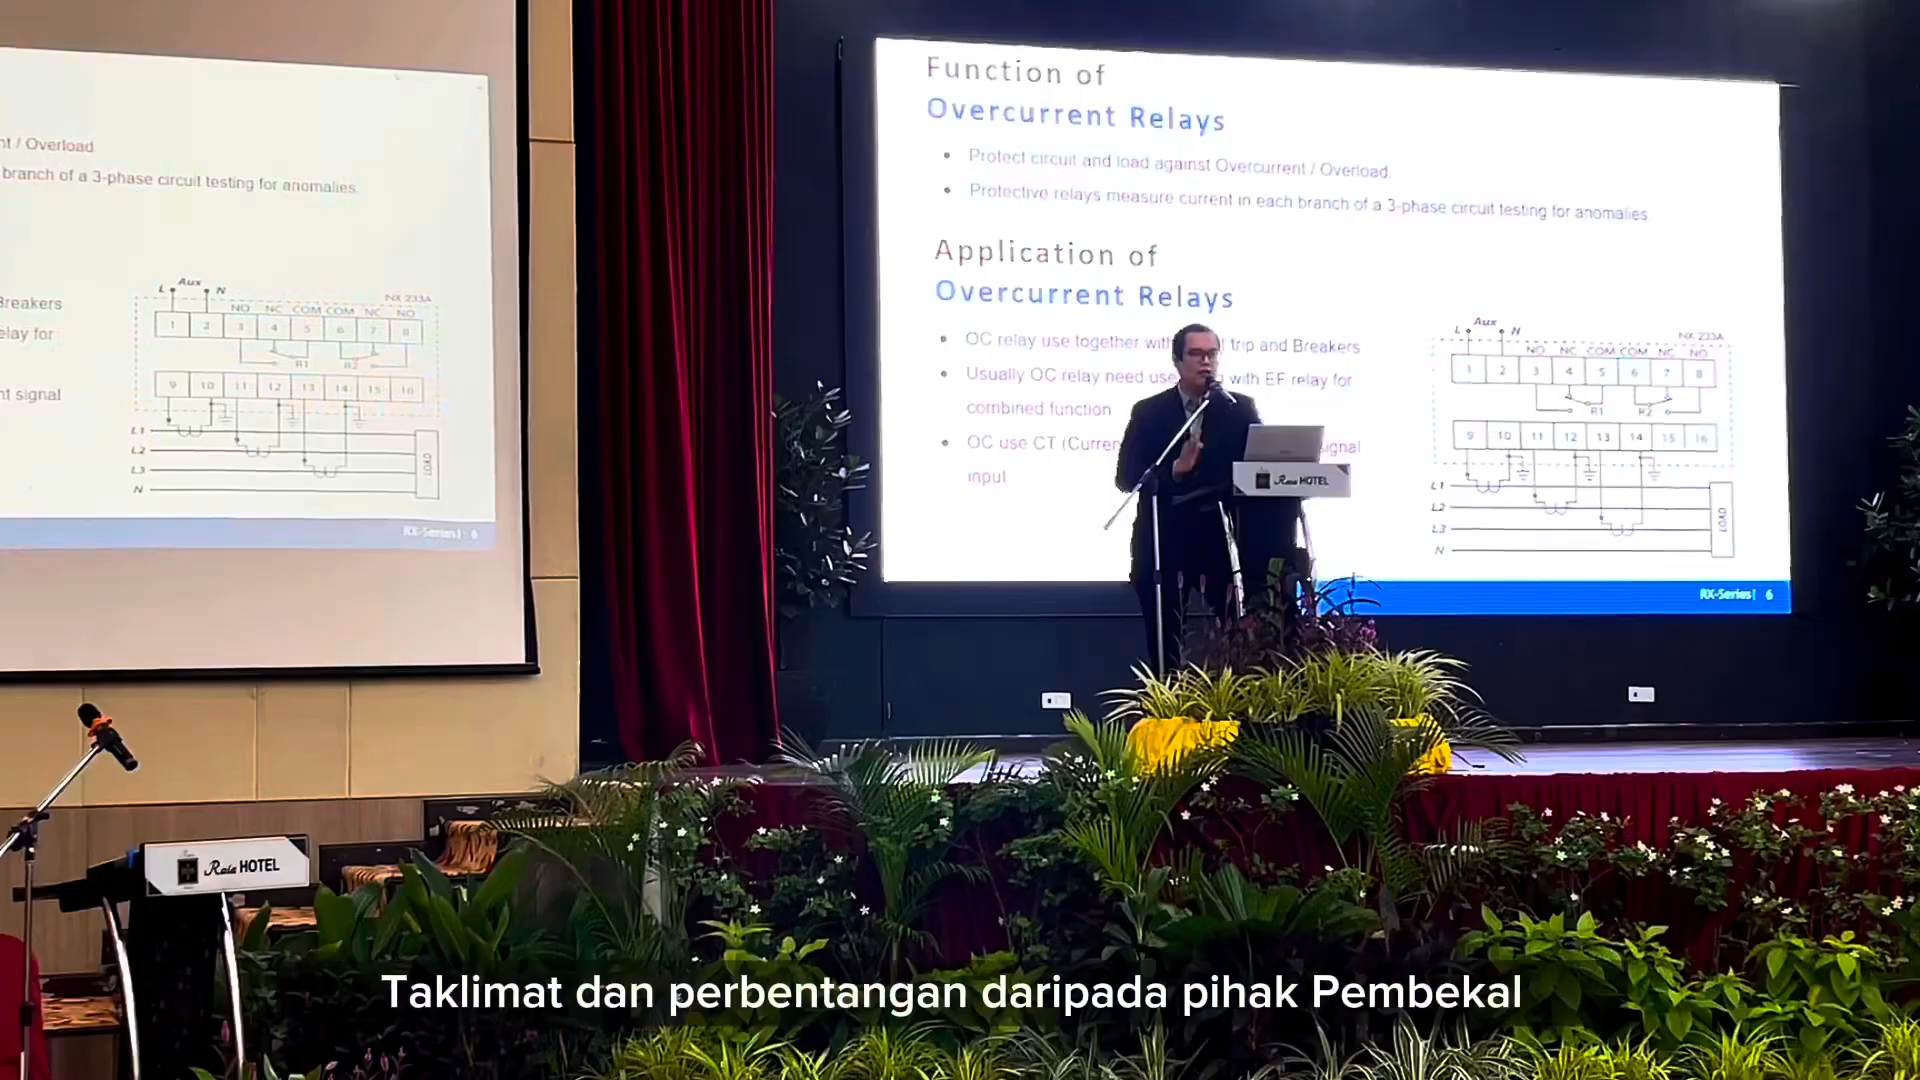 nt / Overload
branch of a 3-phase circuit testing for anomalies.
Breakers
elay for
nt signal
L Aux N
NX 233A
NO NC COM COM NC NO
1 2 3 4 5 6 7 8
R1 R2
9 10 11 12 13 14 15 16
L1
L2
L3
N
LOAD
RX-Series| 6
Function of
Overcurrent Relays
• Protect circuit and load against Overcurrent / Overload.
• Protective relays measure current in each branch of a 3-phase circuit testing for anomalies.
Application of
Overcurrent Relays
• OC relay use together with trip and Breakers
• Usually OC relay need use with EF relay for
combined function
• OC use CT (Curren ignal
input
L Aux N
NX 233A
NO NC COM COM NC NO
1 2 3 4 5 6 7 8
R1 R2
9 10 11 12 13 14 15 16
L1
L2
L3
N
LOAD
RX-Series| 6
Raia HOTEL
Raia HOTEL
Taklimat dan perbentangan daripada pihak Pembekal